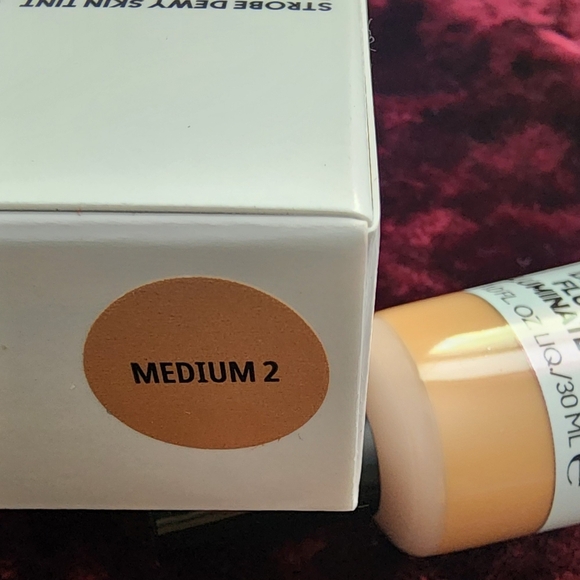 STROBE DEWY SKIN TINT
MEDIUM 2
FL OZ LIQ./30 ML e